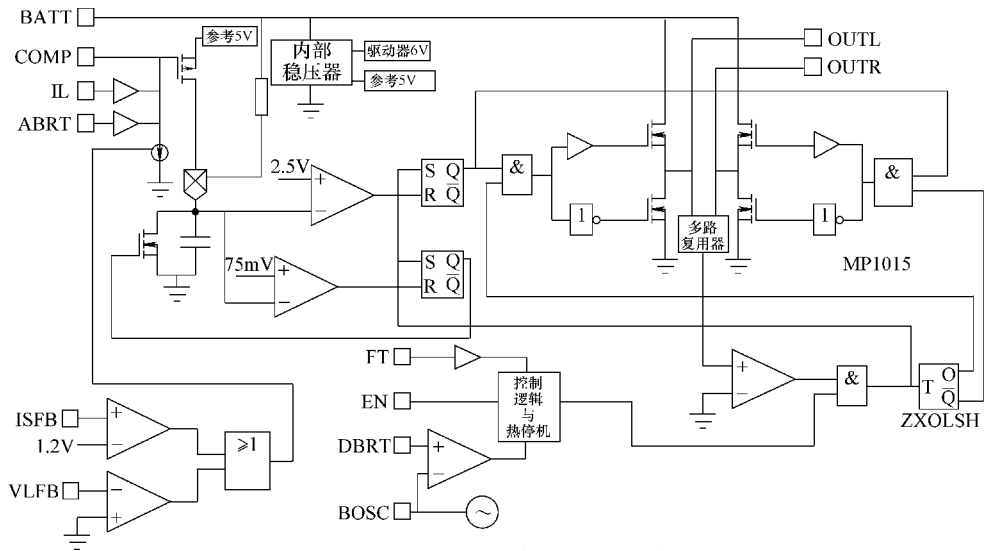 BATT
COMP
IL
ABRT
参考5V
内部
稳压器
驱动器6V
参考5V
OUTL
OUTR
2.5V
+
−
S Q
R Q̅
&
1
多路
复用器
1
&
MP1015
75mV
+
−
S Q
R Q̅
FT
EN
DBRT
BOSC
控制
逻辑
与
热停机
+
−
~
+
−
&
T O
Q̅
ZXOLSH
ISFB
1.2V
+
−
≥1
VLFB
−
+